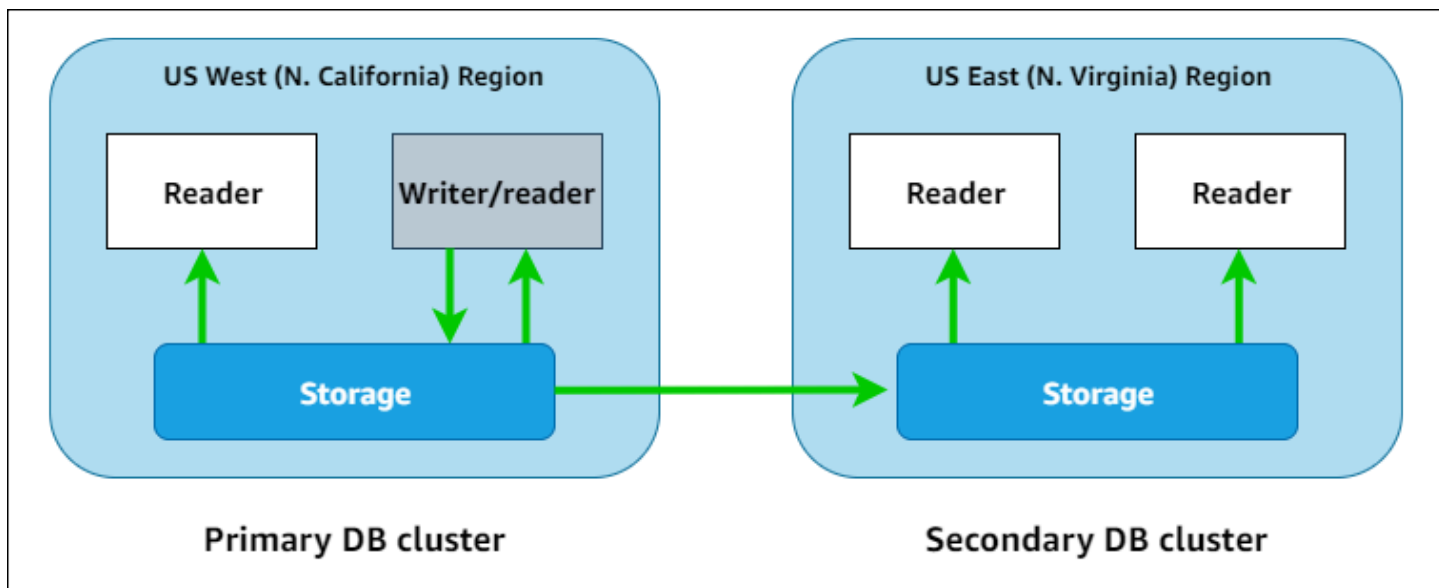 US West (N. California) Region
Reader
Writer/reader
Storage
Primary DB cluster
US East (N. Virginia) Region
Reader
Reader
Storage
Secondary DB cluster